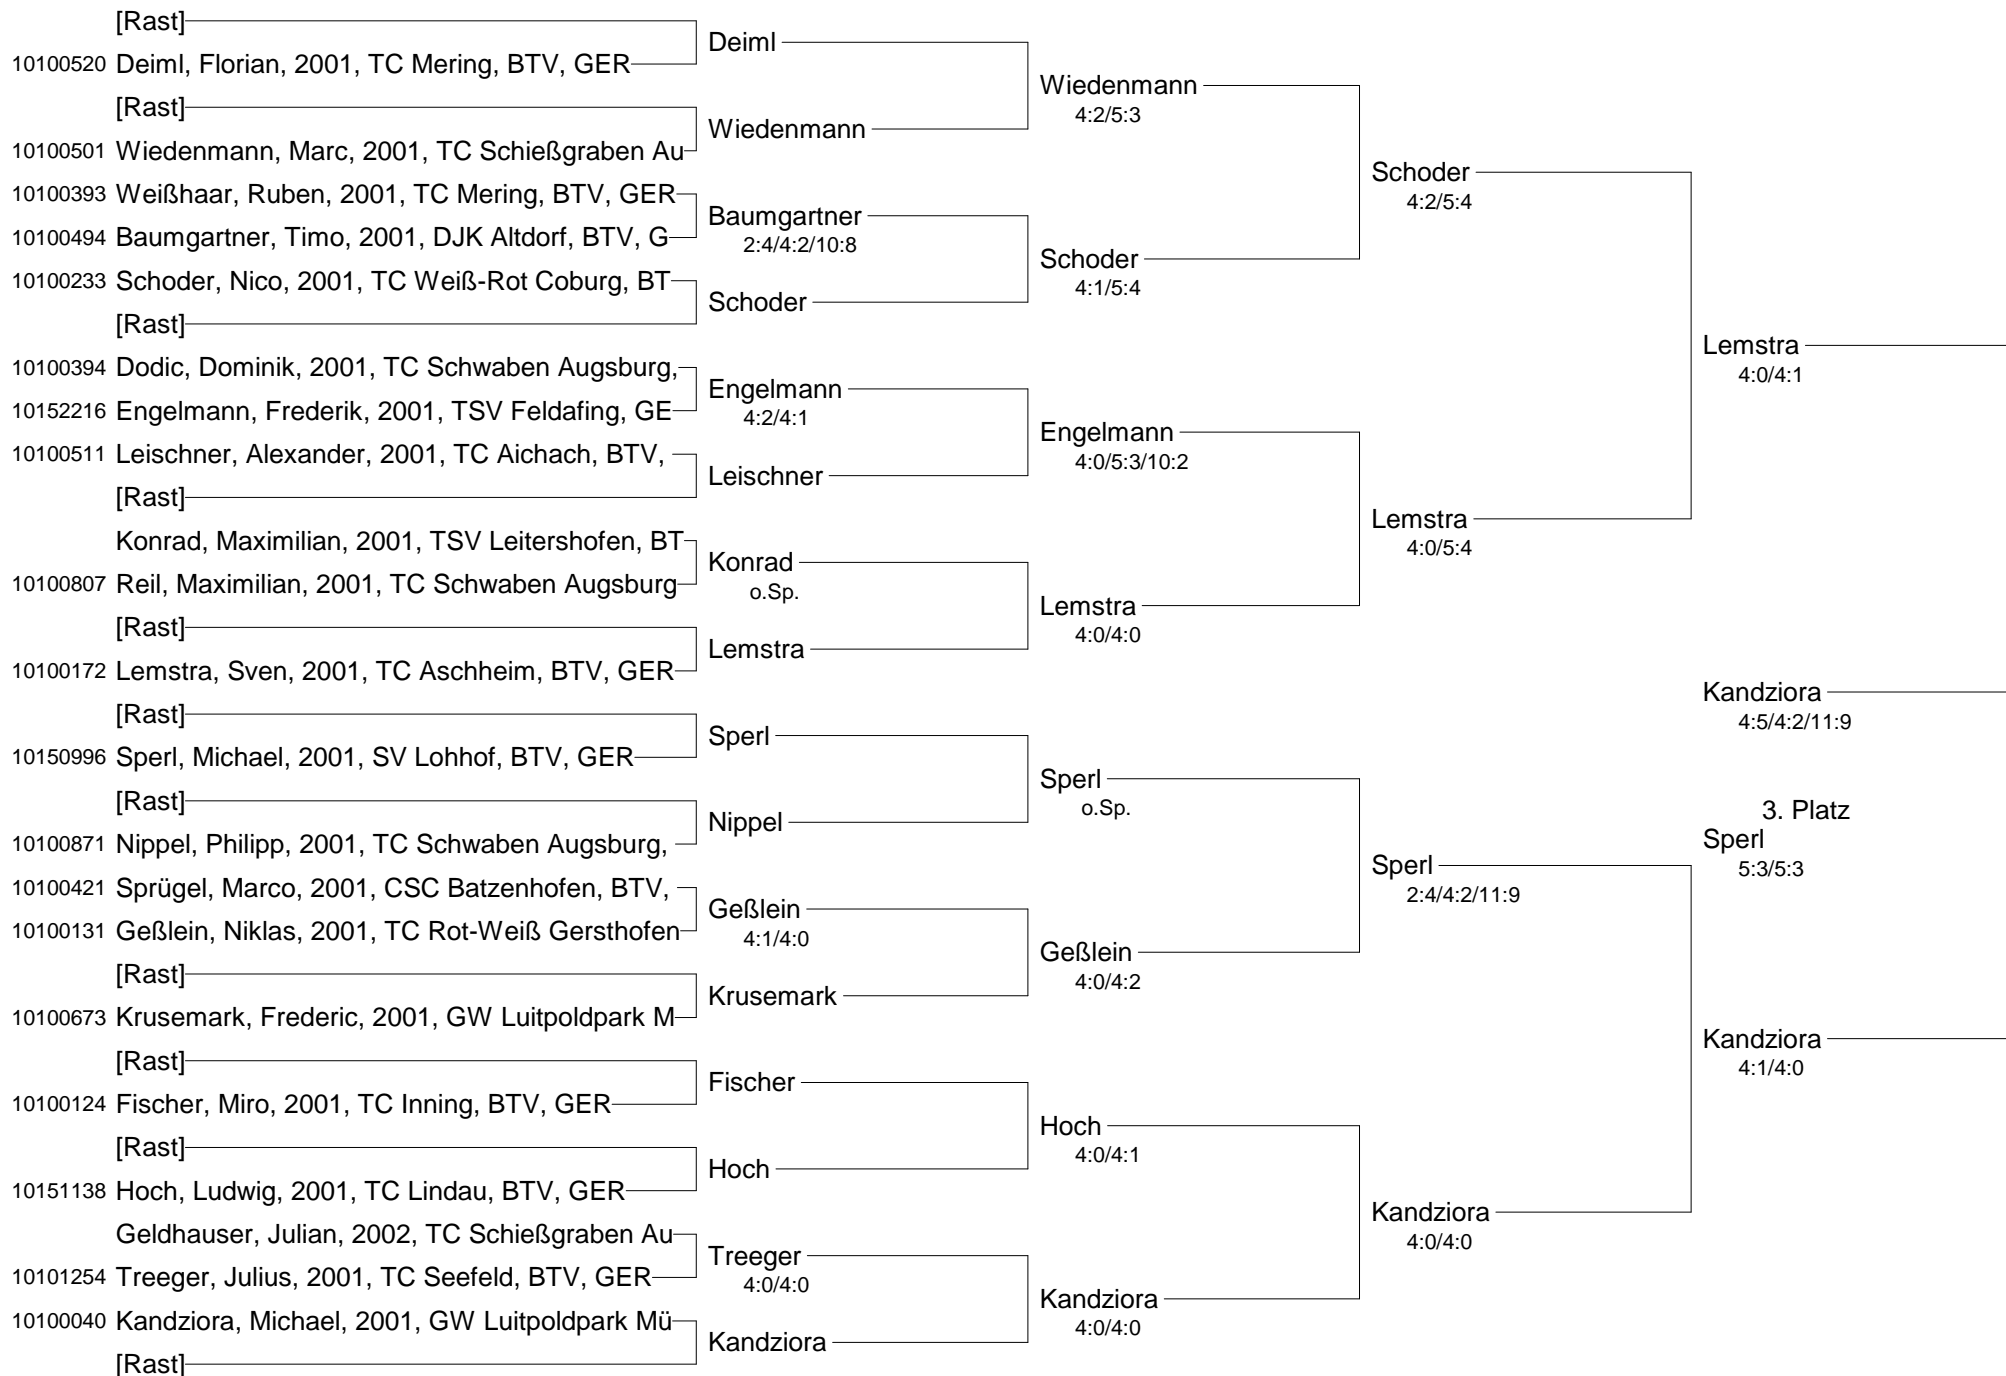 [Rast]
10100520 Deiml, Florian, 2001, TC Mering, BTV, GER
[Rast]
10100501 Wiedenmann, Marc, 2001, TC Schießgraben Au
10100393 Weißhaar, Ruben, 2001, TC Mering, BTV, GER
10100494 Baumgartner, Timo, 2001, DJK Altdorf, BTV, G
10100233 Schoder, Nico, 2001, TC Weiß-Rot Coburg, BT
[Rast]
10100394 Dodic, Dominik, 2001, TC Schwaben Augsburg,
10152216 Engelmann, Frederik, 2001, TSV Feldafing, GE
10100511 Leischner, Alexander, 2001, TC Aichach, BTV,
[Rast]
Konrad, Maximilian, 2001, TSV Leitershofen, BT
10100807 Reil, Maximilian, 2001, TC Schwaben Augsburg
[Rast]
10100172 Lemstra, Sven, 2001, TC Aschheim, BTV, GER
[Rast]
10150996 Sperl, Michael, 2001, SV Lohhof, BTV, GER
[Rast]
10100871 Nippel, Philipp, 2001, TC Schwaben Augsburg,
10100421 Sprügel, Marco, 2001, CSC Batzenhofen, BTV,
10100131 Geßlein, Niklas, 2001, TC Rot-Weiß Gersthofen
[Rast]
10100673 Krusemark, Frederic, 2001, GW Luitpoldpark M
[Rast]
10100124 Fischer, Miro, 2001, TC Inning, BTV, GER
[Rast]
10151138 Hoch, Ludwig, 2001, TC Lindau, BTV, GER
Geldhauser, Julian, 2002, TC Schießgraben Au
10101254 Treeger, Julius, 2001, TC Seefeld, BTV, GER
10100040 Kandziora, Michael, 2001, GW Luitpoldpark Mü
[Rast]
Deiml
Wiedenmann
Baumgartner
2:4/4:2/10:8
Schoder
Engelmann
4:2/4:1
Leischner
Konrad
o.Sp.
Lemstra
Sperl
Nippel
Geßlein
4:1/4:0
Krusemark
Fischer
Hoch
Treeger
4:0/4:0
Kandziora
Wiedenmann
4:2/5:3
Schoder
4:1/5:4
Engelmann
4:0/5:3/10:2
Lemstra
4:0/4:0
Sperl
o.Sp.
Geßlein
4:0/4:2
Hoch
4:0/4:1
Kandziora
4:0/4:0
Schoder
4:2/5:4
Lemstra
4:0/5:4
Sperl
2:4/4:2/11:9
Kandziora
4:0/4:0
Lemstra
4:0/4:1
Kandziora
4:5/4:2/11:9
3. Platz
Sperl
5:3/5:3
Kandziora
4:1/4:0